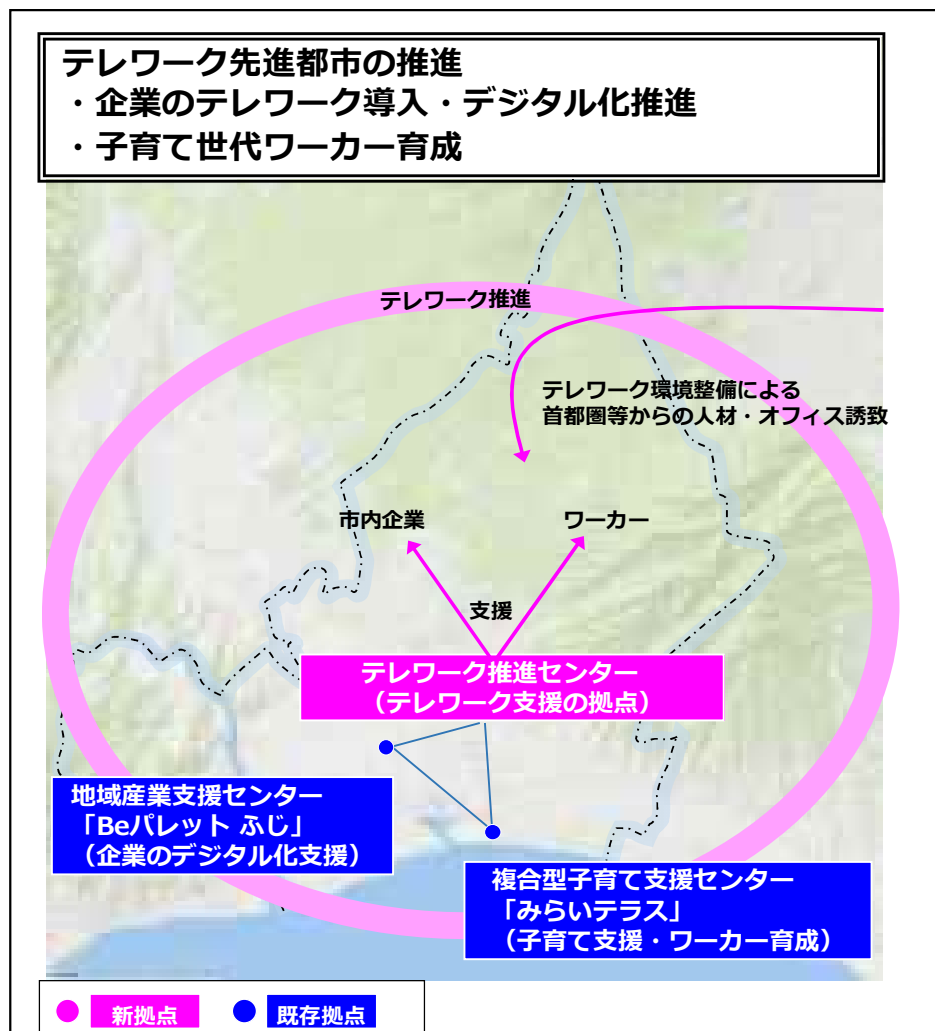 テレワーク先進都市の推進
・企業のテレワーク導入・デジタル化推進
・子育て世代ワーカー育成
テレワーク推進
テレワーク環境整備による
首都圏等からの人材・オフィス誘致
市内企業
ワーカー
支援
テレワーク推進センター
（テレワーク支援の拠点）
地域産業支援センター
「Beパレット ふじ」
（企業のデジタル化支援）
複合型子育て支援センター
「みらいテラス」
（子育て支援・ワーカー育成）
新拠点
既存拠点